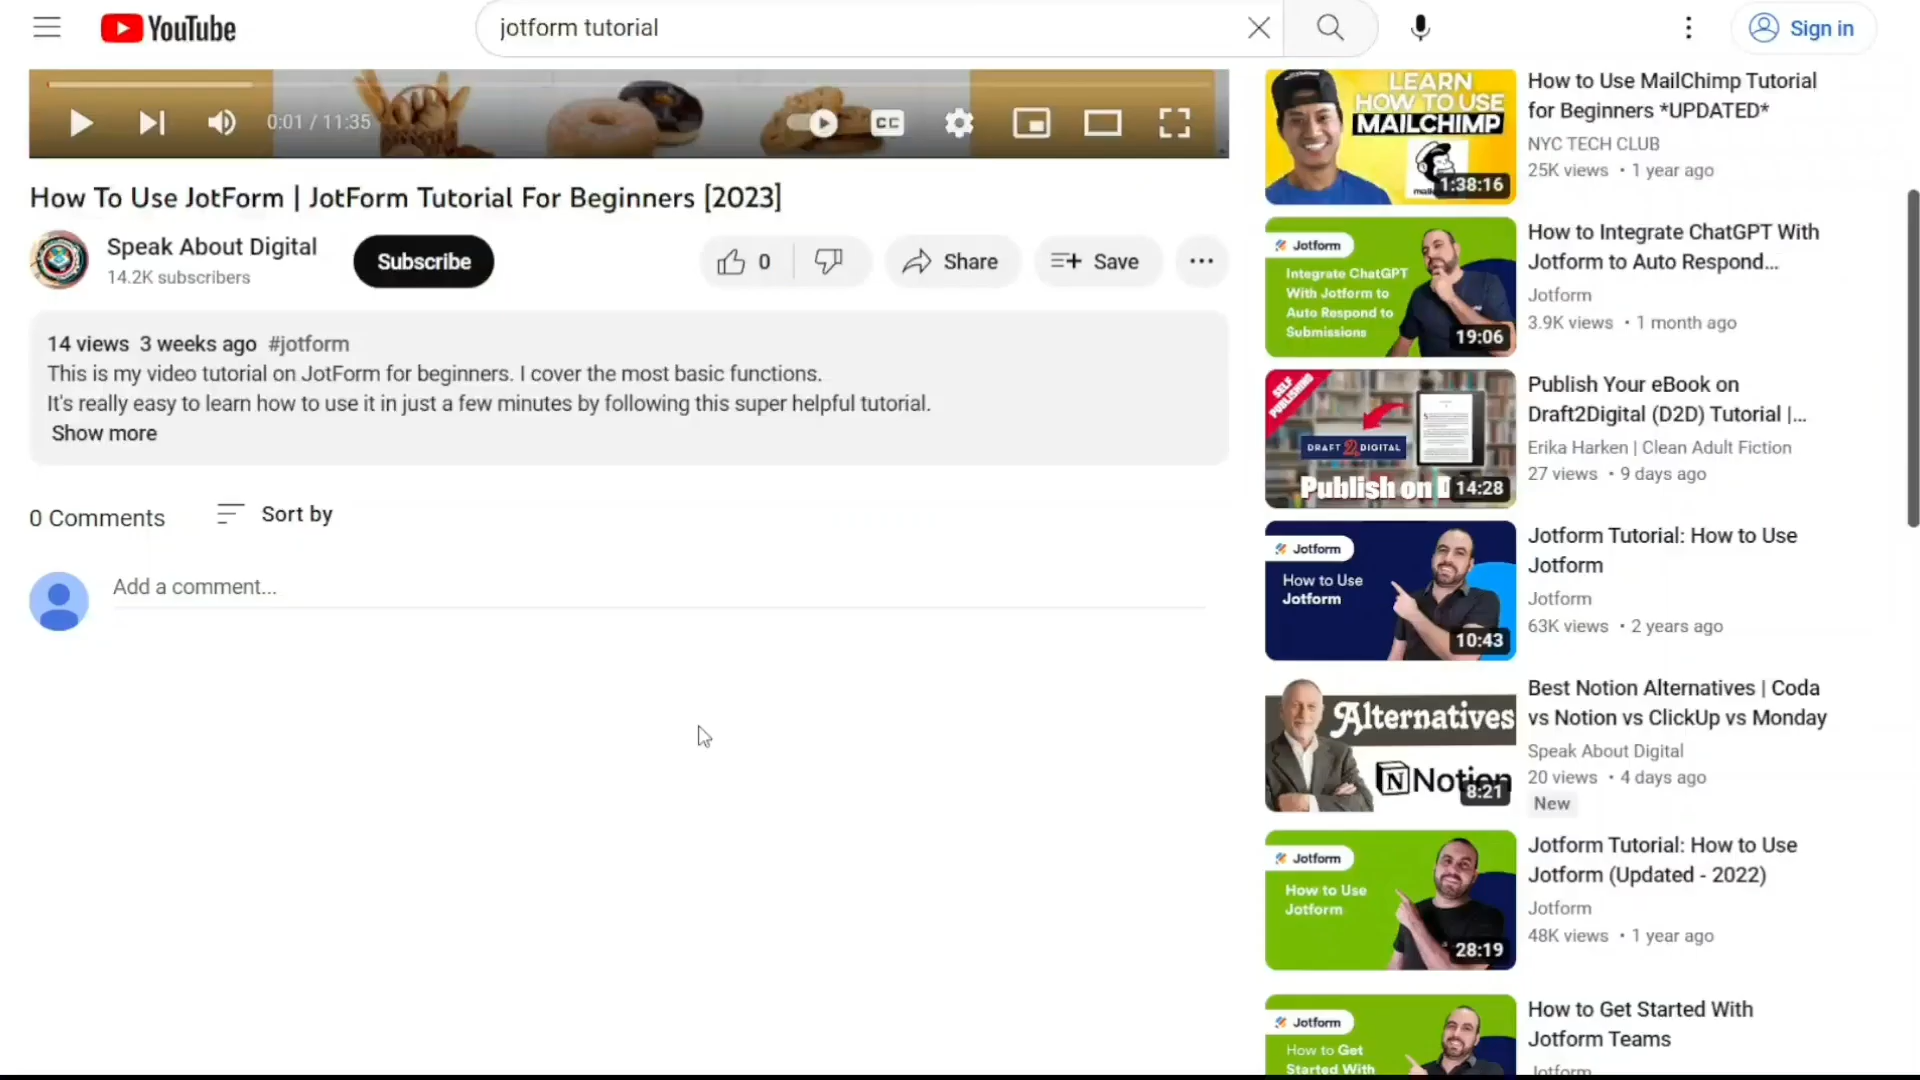 YouTube
jotform tutorial
Sign in
0:01 / 11:35
CC
How To Use JotForm | JotForm Tutorial For Beginners [2023]
Speak About Digital
14.2K subscribers
Subscribe
0
Share
Save
14 views 3 weeks ago #jotform
This is my video tutorial on JotForm for beginners. I cover the most basic functions.
It's really easy to learn how to use it in just a few minutes by following this super helpful tutorial.
Show more
0 Comments
Sort by
Add a comment...
LEARN
HOW TO USE
MAILCHIMP
1:38:16
How to Use MailChimp Tutorial
for Beginners *UPDATED*
NYC TECH CLUB
25K views • 1 year ago
Jotform
Integrate ChatGPT
With Jotform to
Auto Respond to
Submissions
19:06
How to Integrate ChatGPT With
Jotform to Auto Respond...
Jotform
3.9K views • 1 month ago
SELF
PUBLISHING
DRAFT 2 DIGITAL
Publish on D
14:28
Publish Your eBook on
Draft2Digital (D2D) Tutorial |...
Erika Harken | Clean Adult Fiction
27 views • 9 days ago
Jotform
How to Use
Jotform
10:43
Jotform Tutorial: How to Use
Jotform
Jotform
63K views • 2 years ago
Alternatives
Notion
8:21
Best Notion Alternatives | Coda
vs Notion vs ClickUp vs Monday
Speak About Digital
20 views • 4 days ago
New
Jotform
How to Use
Jotform
28:19
Jotform Tutorial: How to Use
Jotform (Updated - 2022)
Jotform
48K views • 1 year ago
Jotform
How to Get
Started With
How to Get Started With
Jotform Teams
Jotform